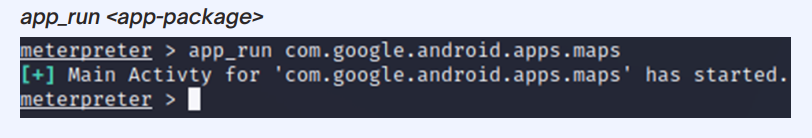 app_run <app-package>
meterpreter > app_run com.google.android.apps.maps
[+] Main Activty for 'com.google.android.apps.maps' has started.
meterpreter >